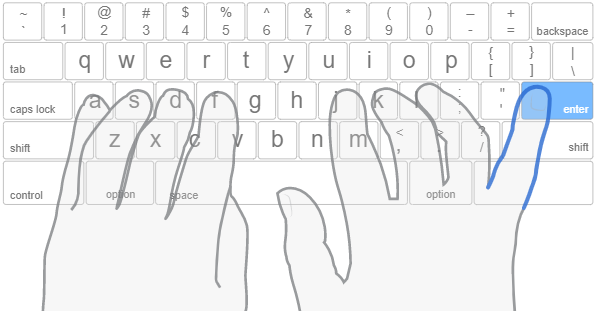 ~ ! @ # $ % ^ & * ( ) – +
` 1 2 3 4 5 6 7 8 9 0 - = backspace
tab q w e r t y u i o p { [ } ] | \
caps lock a s d f g h j k l : ; " ' enter
shift z x c v b n m < , > . ? / shift
control option space option